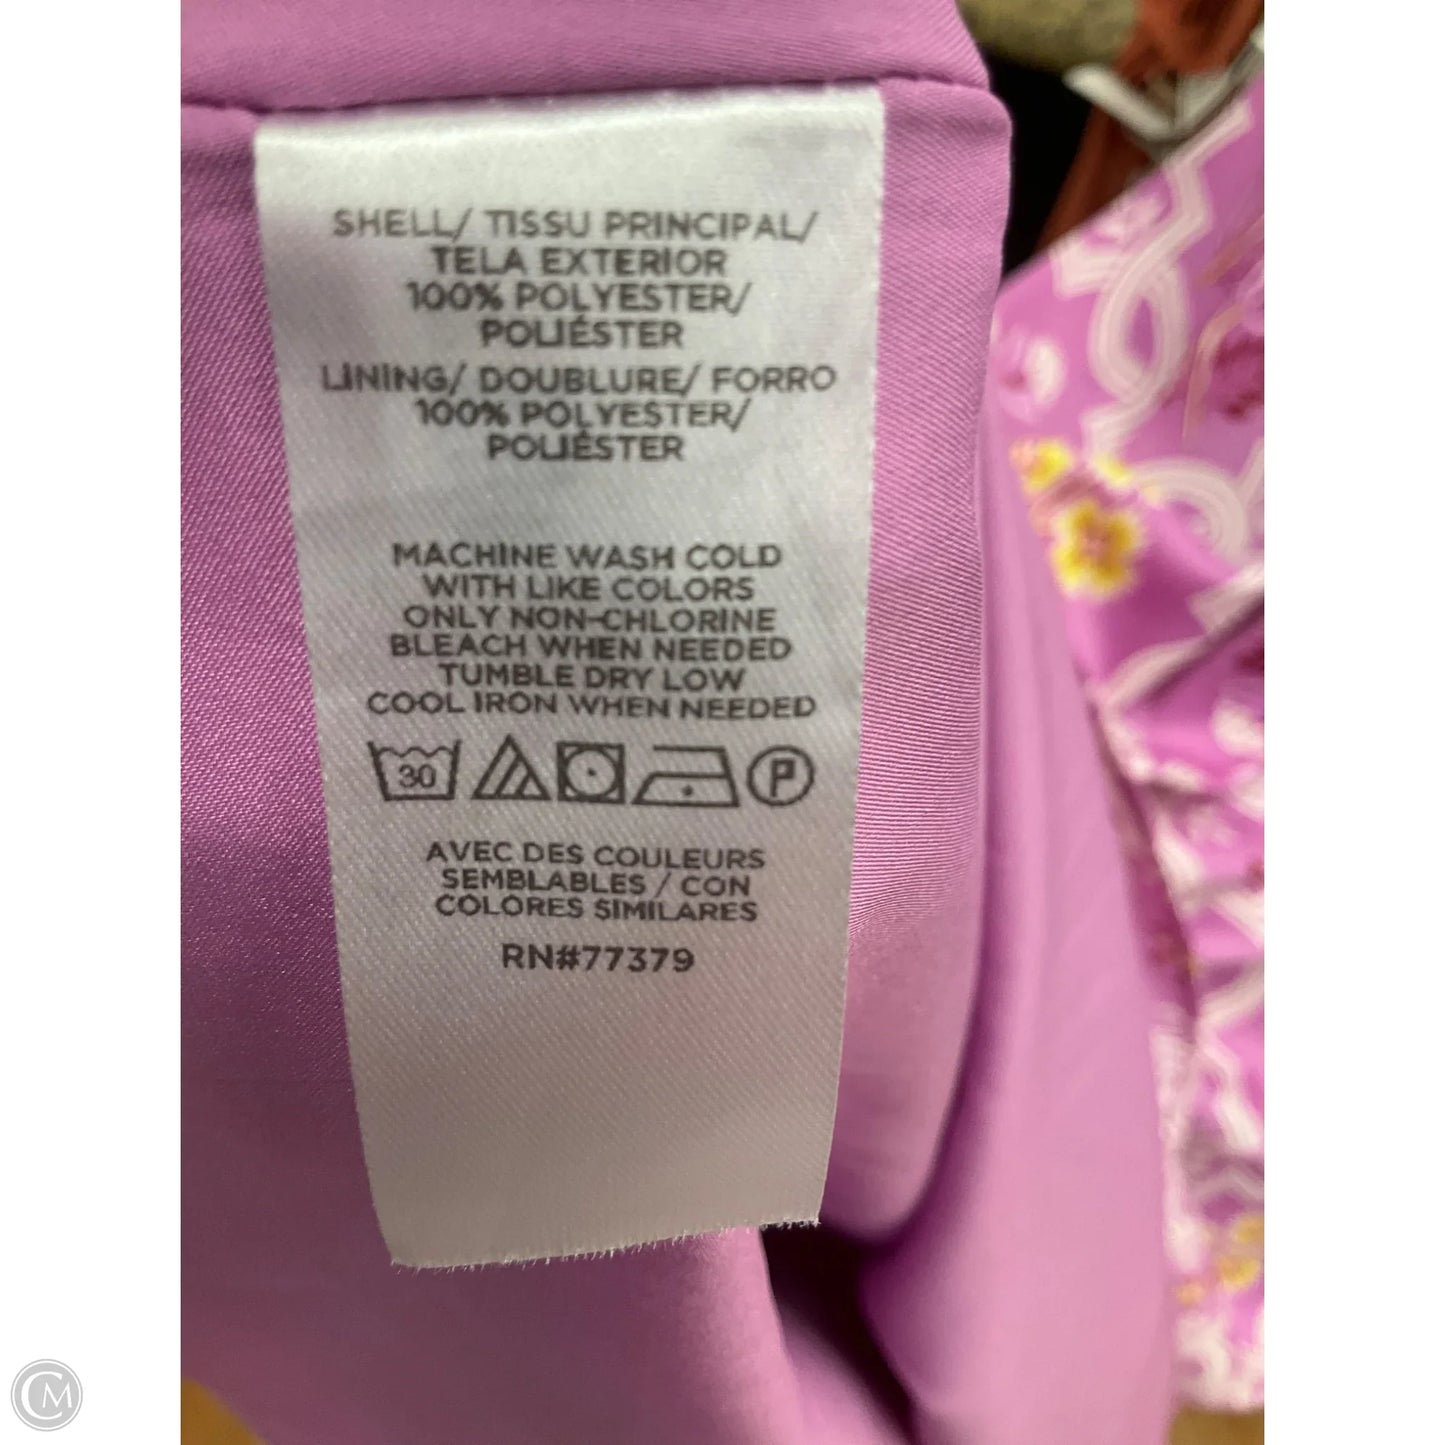 SHELL/ TISSU PRINCIPAL/
TELA EXTERIOR
100% POLYESTER/
POLIÉSTER
LINING/ DOUBLURE/ FORRO
100% POLYESTER/
POLIÉSTER
MACHINE WASH COLD
WITH LIKE COLORS
ONLY NON-CHLORINE
BLEACH WHEN NEEDED
TUMBLE DRY LOW
COOL IRON WHEN NEEDED
30 P
AVEC DES COULEURS
SEMBLABLES / CON
COLORES SIMILARES
RN#77379
CM